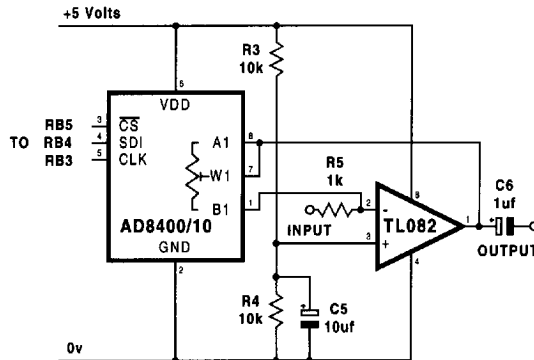 +5 Volts
R3
10k
6
VDD
RB5 3 CS
TO RB4 4 SDI
RB3 5 CLK
A1 8
W1 7
B1 1
AD8400/10
GND
2
R5
1k
INPUT
2 -
3 +
TL082
8
1
4
C6
1uf
+
OUTPUT
R4
10k
+
C5
10uf
0v